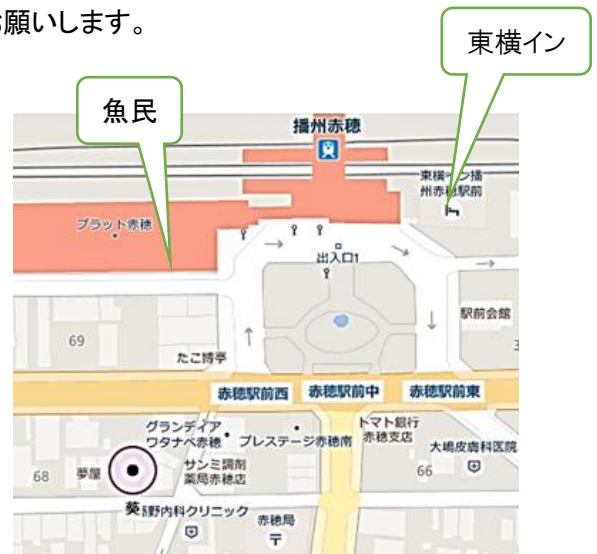 お願いします。
東横イン
魚民
播州赤穂
東横イン播
州赤穂駅前
プラット赤穂
出入口1
駅前会館
69
たこ博亭
赤穂駅前西
赤穂駅前中
赤穂駅前東
グランディア
ワタナベ赤穂
プレステージ赤穂南
トマト銀行
赤穂支店
大嶋皮膚科医院
サンミ調剤
薬局赤穂店
68
夢屋
66
葵
野内科クリニック
赤穂局